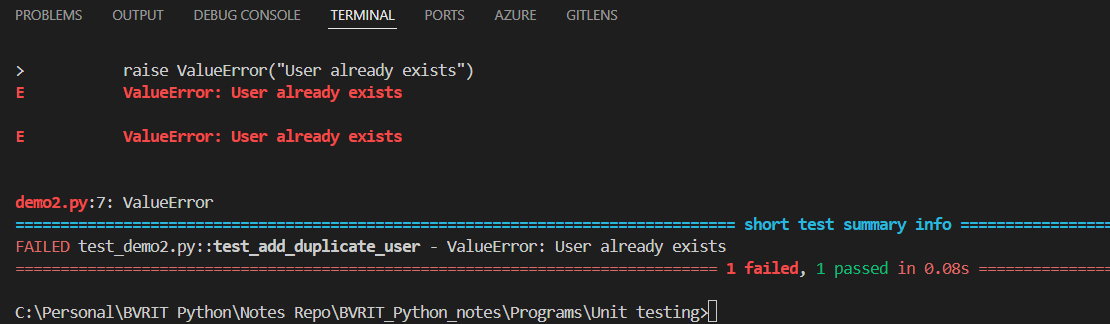 PROBLEMS OUTPUT DEBUG CONSOLE TERMINAL PORTS AZURE GITLENS
> raise ValueError("User already exists")
E ValueError: User already exists
E ValueError: User already exists
demo2.py:7: ValueError
======================================================================================== short test summary info ====================
FAILED test_demo2.py::test_add_duplicate_user - ValueError: User already exists
====================================================================================== 1 failed, 1 passed in 0.08s ==================
C:\Personal\BVRIT Python\Notes Repo\BVRIT_Python_notes\Programs\Unit testing>